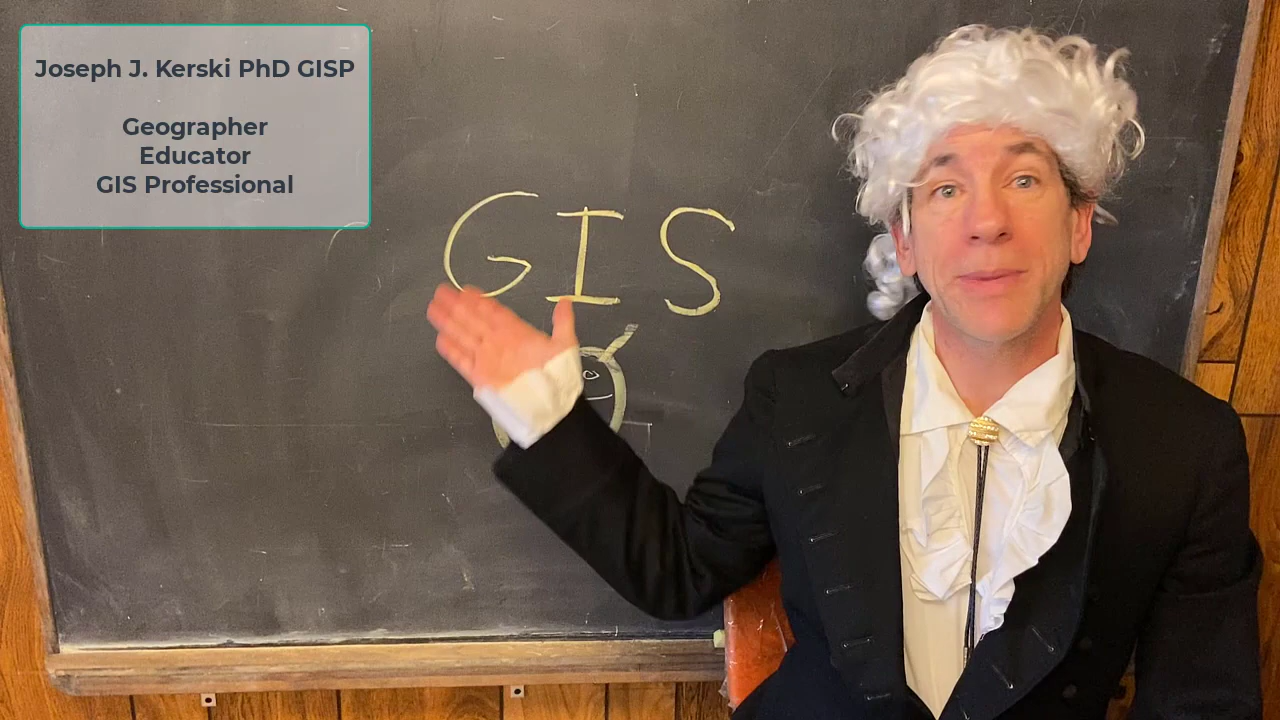 Joseph J. Kerski PhD GISP
Geographer
Educator
GIS Professional
GIS